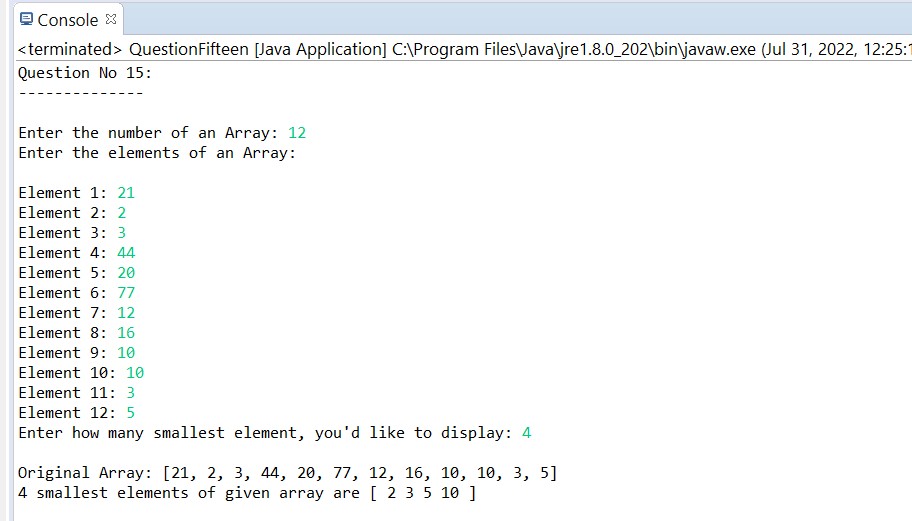 Console
<terminated> QuestionFifteen [Java Application] C:\Program Files\Java\jre1.8.0_202\bin\javaw.exe (Jul 31, 2022, 12:25:1
Question No 15:
--------------
Enter the number of an Array: 12
Enter the elements of an Array:
Element 1: 21
Element 2: 2
Element 3: 3
Element 4: 44
Element 5: 20
Element 6: 77
Element 7: 12
Element 8: 16
Element 9: 10
Element 10: 10
Element 11: 3
Element 12: 5
Enter how many smallest element, you'd like to display: 4
Original Array: [21, 2, 3, 44, 20, 77, 12, 16, 10, 10, 3, 5]
4 smallest elements of given array are [ 2 3 5 10 ]